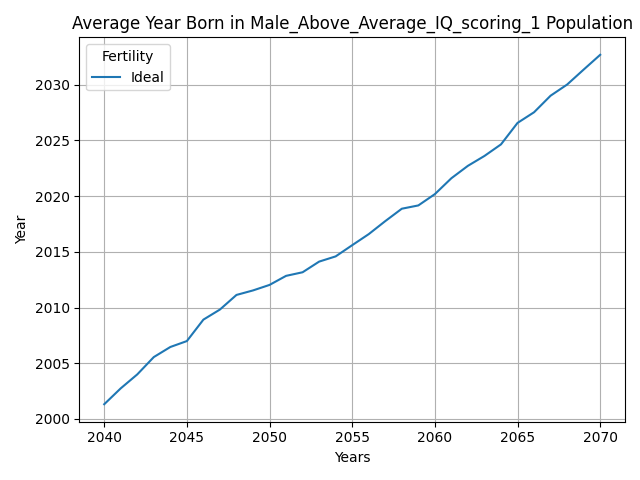 Average Year Born in Male_Above_Average_IQ_scoring_1 Population
Fertility
Ideal
Year
2030
2025
2020
2015
2010
2005
2000
2040 2045 2050 2055 2060 2065 2070
Years